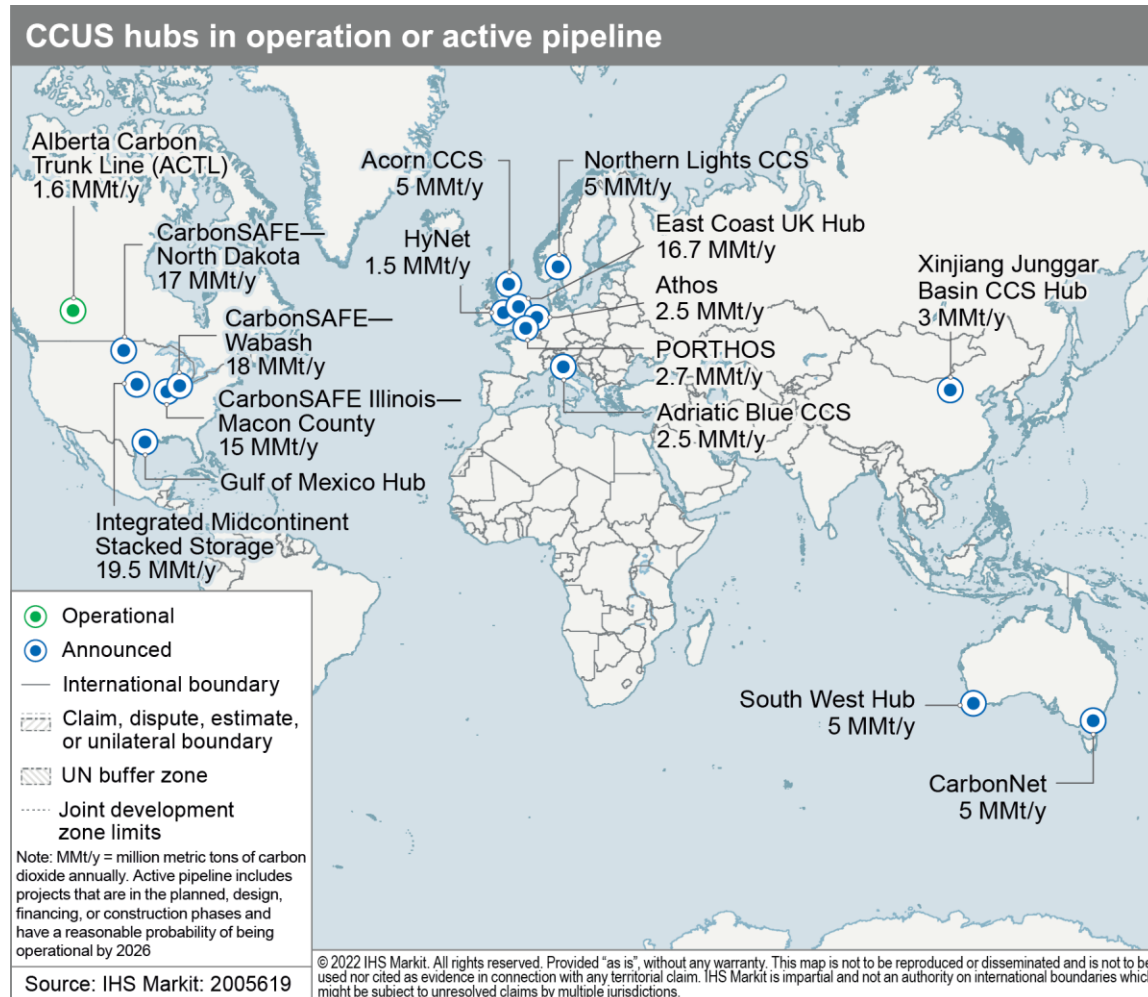 CCUS hubs in operation or active pipeline
Alberta Carbon
Trunk Line (ACTL)
1.6 MMt/y
CarbonSAFE—
North Dakota
17 MMt/y
CarbonSAFE—
Wabash
18 MMt/y
CarbonSAFE Illinois—
Macon County
15 MMt/y
Gulf of Mexico Hub
Integrated Midcontinent
Stacked Storage
19.5 MMt/y
Acorn CCS
5 MMt/y
HyNet
1.5 MMt/y
Northern Lights CCS
5 MMt/y
East Coast UK Hub
16.7 MMt/y
Athos
2.5 MMt/y
PORTHOS
2.7 MMt/y
Adriatic Blue CCS
2.5 MMt/y
Xinjiang Junggar
Basin CCS Hub
3 MMt/y
South West Hub
5 MMt/y
CarbonNet
5 MMt/y
Operational
Announced
International boundary
Claim, dispute, estimate,
or unilateral boundary
UN buffer zone
Joint development
zone limits
Note: MMt/y = million metric tons of carbon
dioxide annually. Active pipeline includes
projects that are in the planned, design,
financing, or construction phases and
have a reasonable probability of being
operational by 2026
Source: IHS Markit: 2005619
© 2022 IHS Markit. All rights reserved. Provided "as is", without any warranty. This map is not to be reproduced or disseminated and is not to be
used nor cited as evidence in connection with any territorial claim. IHS Markit is impartial and not an authority on international boundaries which
might be subject to unresolved claims by multiple jurisdictions.